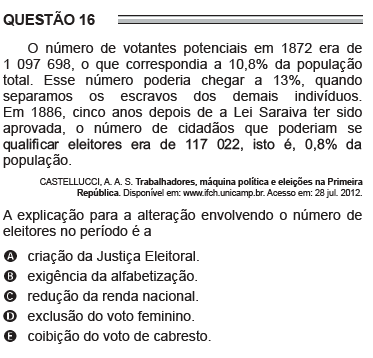 QUESTÃO 16
O número de votantes potenciais em 1872 era de
1 097 698, o que correspondia a 10,8% da população
total. Esse número poderia chegar a 13%, quando
separamos os escravos dos demais indivíduos.
Em 1886, cinco anos depois de a Lei Saraiva ter sido
aprovada, o número de cidadãos que poderiam se
qualificar eleitores era de 117 022, isto é, 0,8% da
população.
CASTELLUCCI, A. A. S. Trabalhadores, máquina política e eleições na Primeira
República. Disponível em: www.ifch.unicamp.br. Acesso em: 28 jul. 2012.
A explicação para a alteração envolvendo o número de
eleitores no período é a
A criação da Justiça Eleitoral.
B exigência da alfabetização.
C redução da renda nacional.
D exclusão do voto feminino.
E coibição do voto de cabresto.